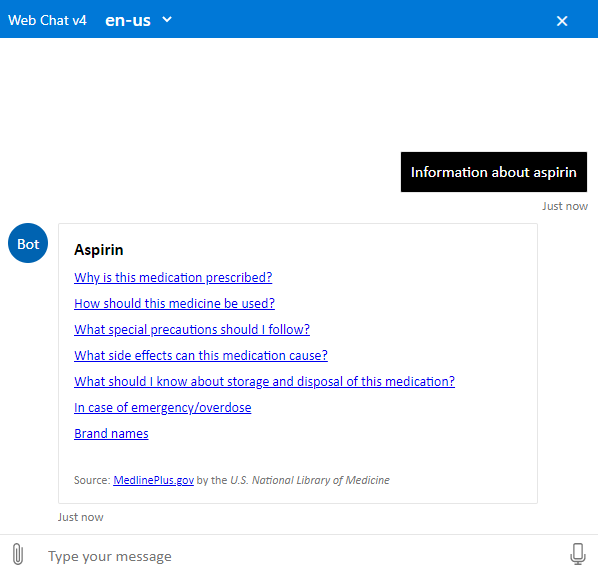 Web Chat v4 en-us
Information about aspirin
Just now
Bot
Aspirin
Why is this medication prescribed?
How should this medicine be used?
What special precautions should I follow?
What side effects can this medication cause?
What should I know about storage and disposal of this medication?
In case of emergency/overdose
Brand names
Source: MedlinePlus.gov by the U.S. National Library of Medicine
Just now
Type your message